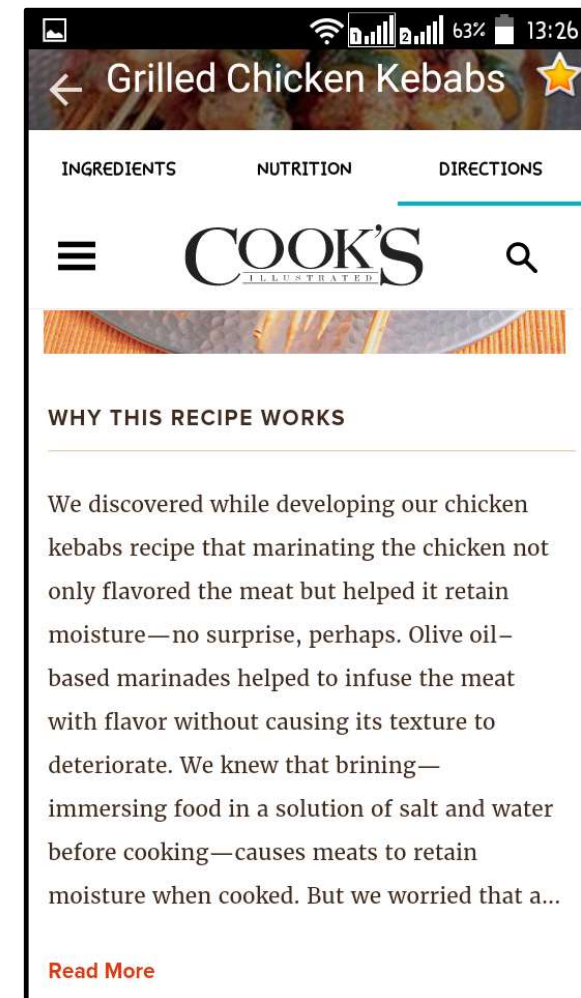 1 2 63% 13:26
Grilled Chicken Kebabs
INGREDIENTS NUTRITION DIRECTIONS
COOK'S
ILLUSTRATED
WHY THIS RECIPE WORKS
We discovered while developing our chicken
kebabs recipe that marinating the chicken not
only flavored the meat but helped it retain
moisture—no surprise, perhaps. Olive oil–
based marinades helped to infuse the meat
with flavor without causing its texture to
deteriorate. We knew that brining—
immersing food in a solution of salt and water
before cooking—causes meats to retain
moisture when cooked. But we worried that a...
Read More